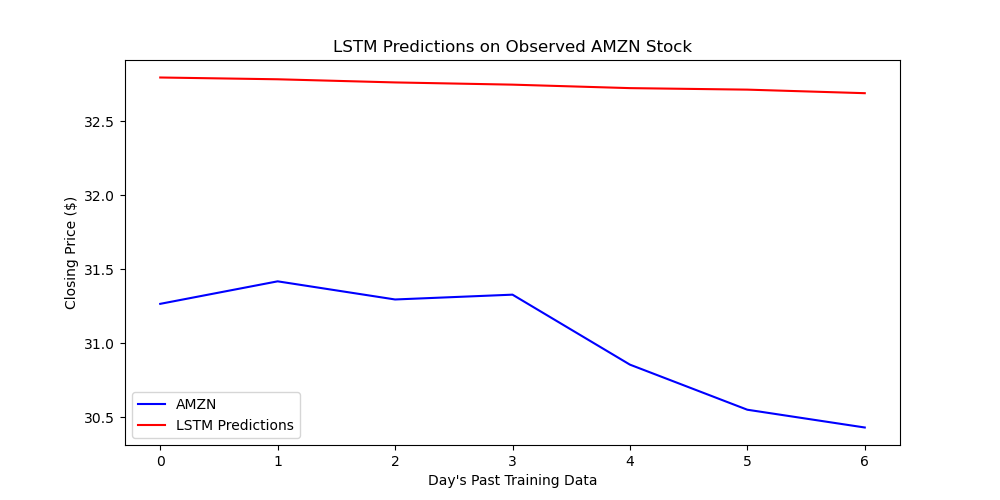 LSTM Predictions on Observed AMZN Stock
Closing Price ($)
32.5
32.0
31.5
31.0
30.5
AMZN
LSTM Predictions
0 1 2 3 4 5 6
Day's Past Training Data